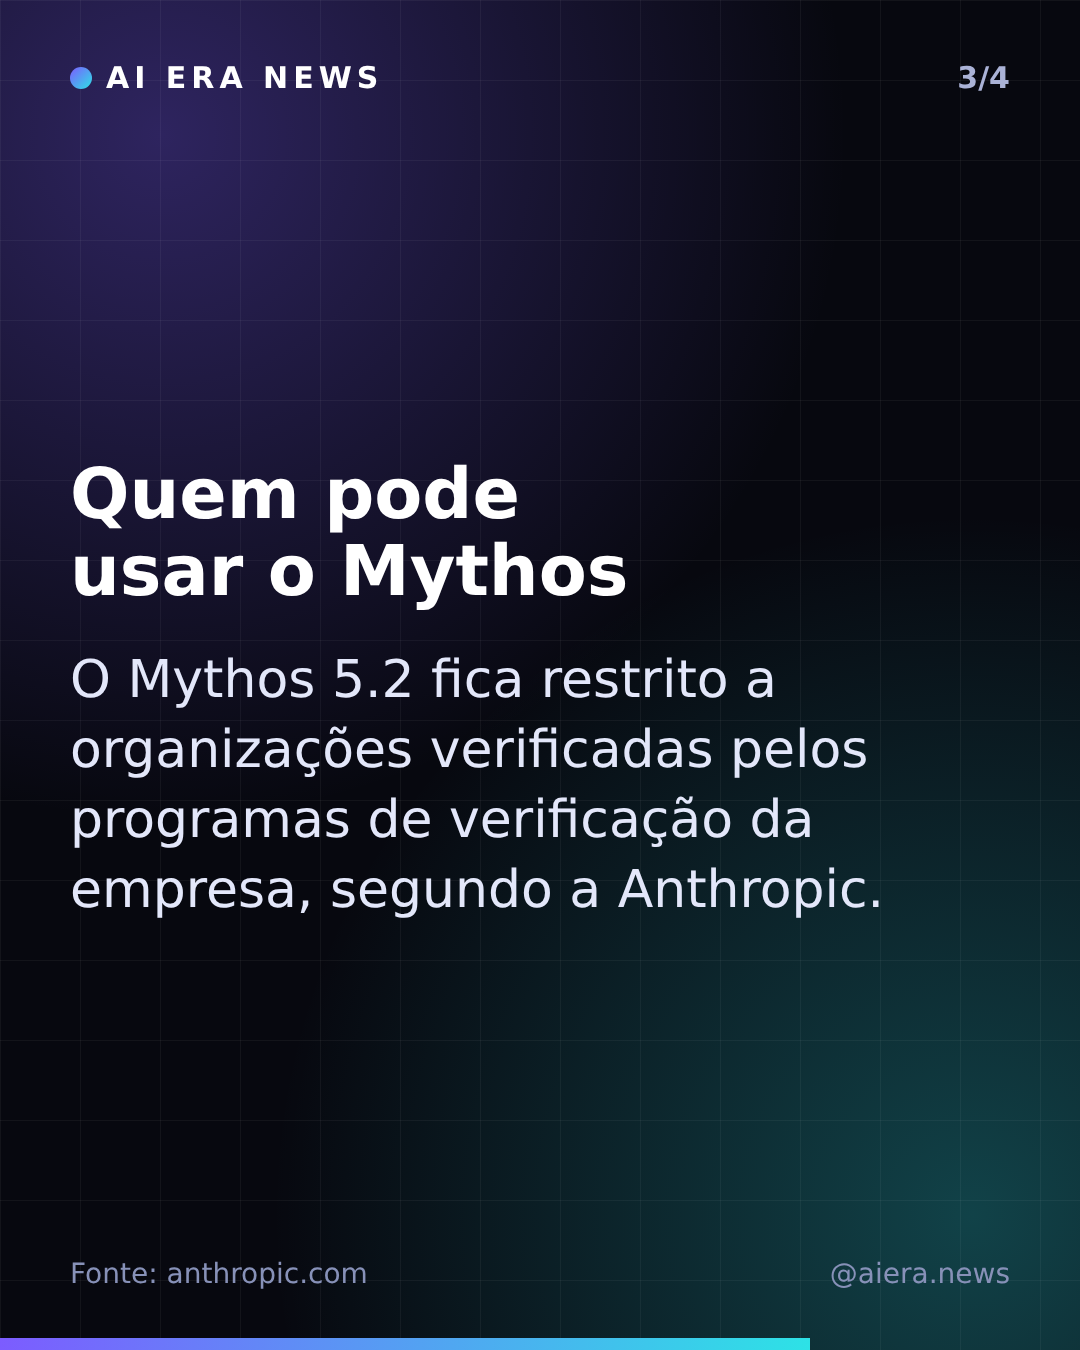 AI ERA NEWS
3/4
Quem pode
usar o Mythos
O Mythos 5.2 fica restrito a
organizações verificadas pelos
programas de verificação da
empresa, segundo a Anthropic.
Fonte: anthropic.com
@aiera.news